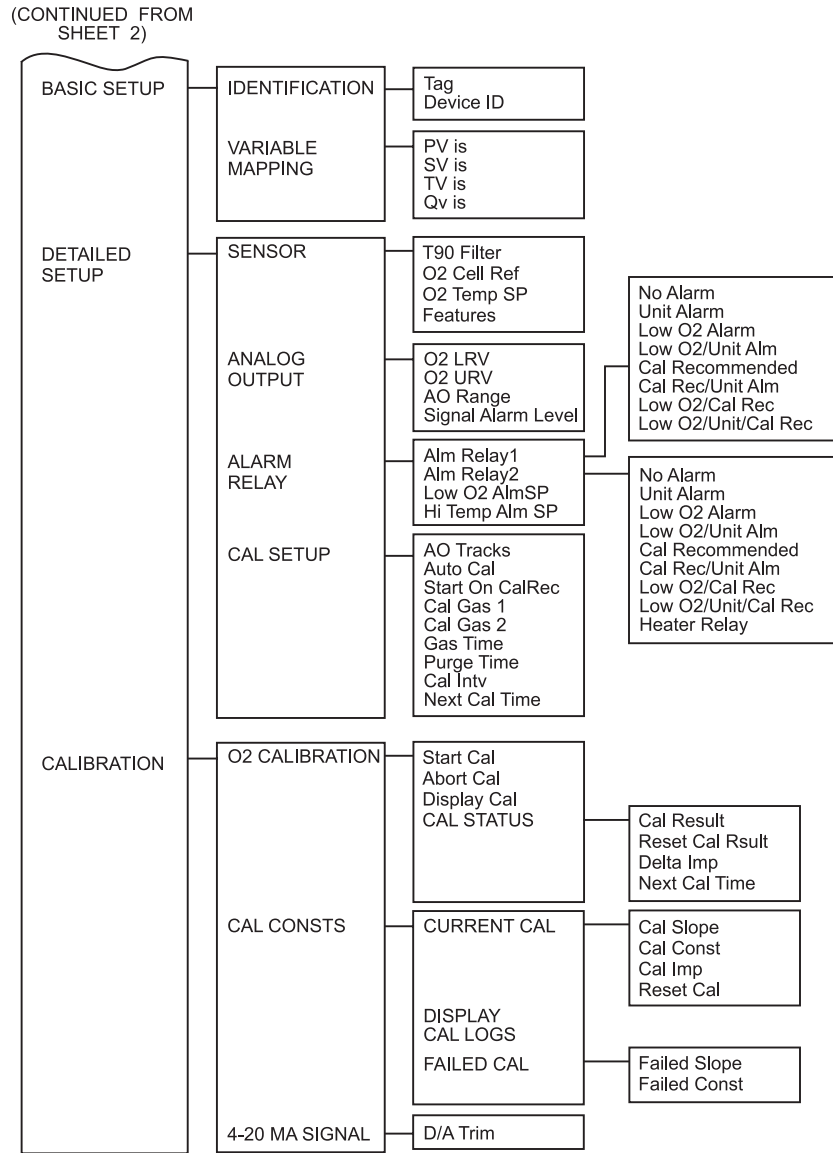 (CONTINUED FROM
SHEET 2)
BASIC SETUP
IDENTIFICATION
Tag
Device ID
VARIABLE
MAPPING
PV is
SV is
TV is
Qv is
DETAILED
SETUP
SENSOR
T90 Filter
O2 Cell Ref
O2 Temp SP
Features
ANALOG
OUTPUT
O2 LRV
O2 URV
AO Range
Signal Alarm Level
ALARM
RELAY
Alm Relay1
Alm Relay2
Low O2 AlmSP
Hi Temp Alm SP
No Alarm
Unit Alarm
Low O2 Alarm
Low O2/Unit Alm
Cal Recommended
Cal Rec/Unit Alm
Low O2/Cal Rec
Low O2/Unit/Cal Rec
No Alarm
Unit Alarm
Low O2 Alarm
Low O2/Unit Alm
Cal Recommended
Cal Rec/Unit Alm
Low O2/Cal Rec
Low O2/Unit/Cal Rec
Heater Relay
CAL SETUP
AO Tracks
Auto Cal
Start On CalRec
Cal Gas 1
Cal Gas 2
Gas Time
Purge Time
Cal Intv
Next Cal Time
CALIBRATION
O2 CALIBRATION
Start Cal
Abort Cal
Display Cal
CAL STATUS
Cal Result
Reset Cal Rsult
Delta Imp
Next Cal Time
CAL CONSTS
CURRENT CAL
Cal Slope
Cal Const
Cal Imp
Reset Cal
DISPLAY
CAL LOGS
FAILED CAL
Failed Slope
Failed Const
4-20 MA SIGNAL
D/A Trim